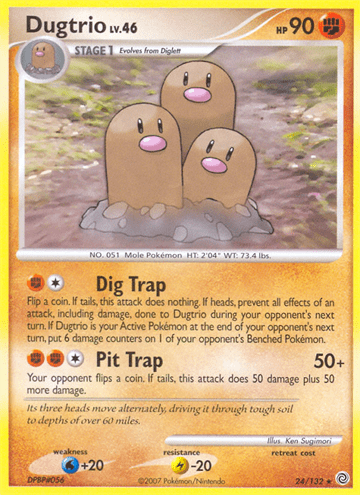 Dugtrio LV.46 HP 90
STAGE 1 Evolves from Diglett
NO. 051 Mole Pokémon HT: 2'04" WT: 73.4 lbs.
Dig Trap
Flip a coin. If tails, this attack does nothing. If heads, prevent all effects of an
attack, including damage, done to Dugtrio during your opponent's next
turn. If Dugtrio is your Active Pokémon at the end of your opponent's next
turn, put 6 damage counters on 1 of your opponent's Benched Pokémon.
Pit Trap 50+
Your opponent flips a coin. If tails, this attack does 50 damage plus 50
more damage.
Its three heads move alternately, driving it through tough soil
to depths of over 60 miles.
Illus. Ken Sugimori
weakness resistance retreat cost
+20 -20
DPBP#056 ©2007 Pokémon/Nintendo 24/132 ★